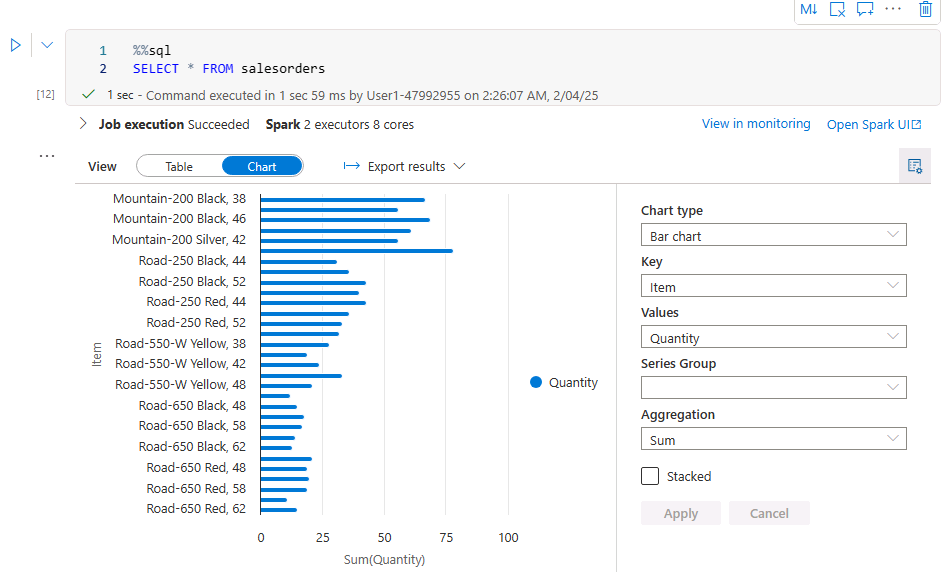 M↓
1 %%sql
2 SELECT * FROM salesorders
[12] 1 sec - Command executed in 1 sec 59 ms by User1-47992955 on 2:26:07 AM, 2/04/25
Job execution Succeeded Spark 2 executors 8 cores View in monitoring Open Spark UI
View Table Chart Export results
Mountain-200 Black, 38
Mountain-200 Black, 46
Mountain-200 Silver, 42
Road-250 Black, 44
Road-250 Black, 52
Road-250 Red, 44
Road-250 Red, 52
Road-550-W Yellow, 38
Road-550-W Yellow, 42
Road-550-W Yellow, 48
Road-650 Black, 48
Road-650 Black, 58
Road-650 Black, 62
Road-650 Red, 48
Road-650 Red, 58
Road-650 Red, 62
Item
0 25 50 75 100
Sum(Quantity)
Quantity
Chart type
Bar chart
Key
Item
Values
Quantity
Series Group
Aggregation
Sum
Stacked
Apply Cancel